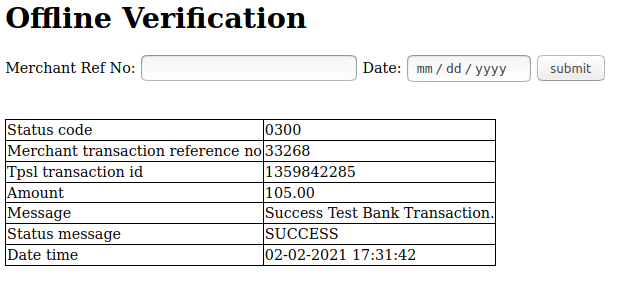 Offline Verification
Merchant Ref No: Date: mm / dd / yyyy submit
Status code 0300
Merchant transaction reference no 33268
Tpsl transaction id 1359842285
Amount 105.00
Message Success Test Bank Transaction.
Status message SUCCESS
Date time 02-02-2021 17:31:42